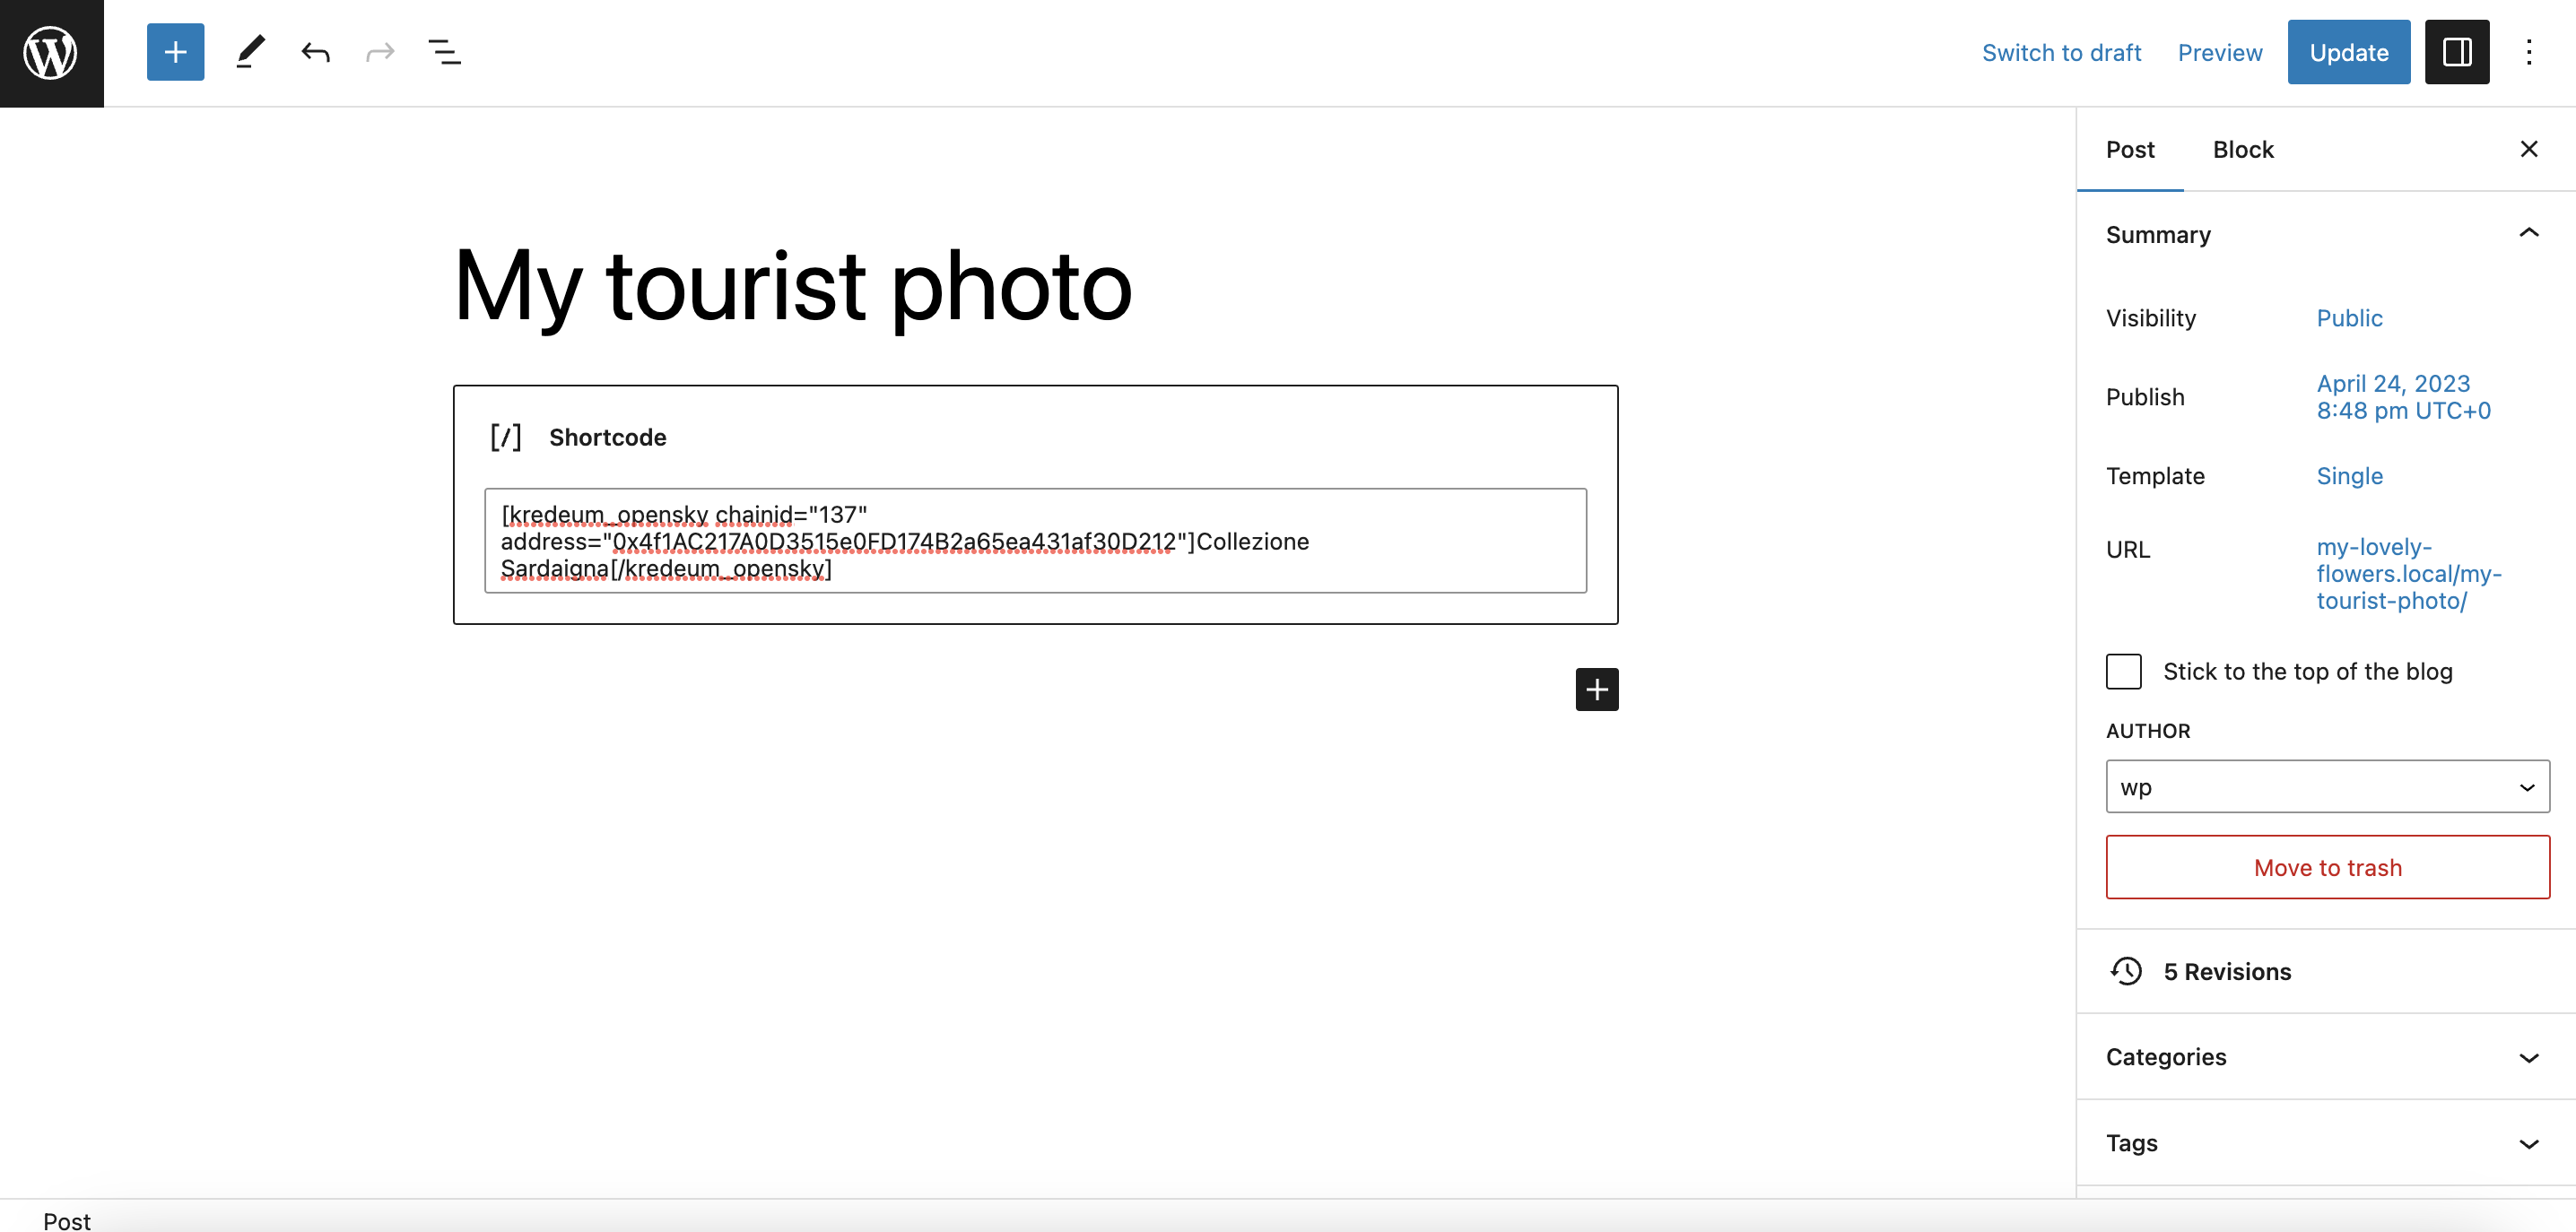 Switch to draft
Preview
Update
Post
Block
Summary
Visibility
Public
Publish
April 24, 2023
8:48 pm UTC+0
Template
Single
URL
my-lovely-
flowers.local/my-
tourist-photo/
Stick to the top of the blog
AUTHOR
wp
Move to trash
5 Revisions
Categories
Tags
My tourist photo
[/] Shortcode
[kredeum_opensky chainid="137"
address="0x4f1AC217A0D3515e0FD174B2a65ea431af30D212"]Collezione
Sardaigna[/kredeum_opensky]
Post